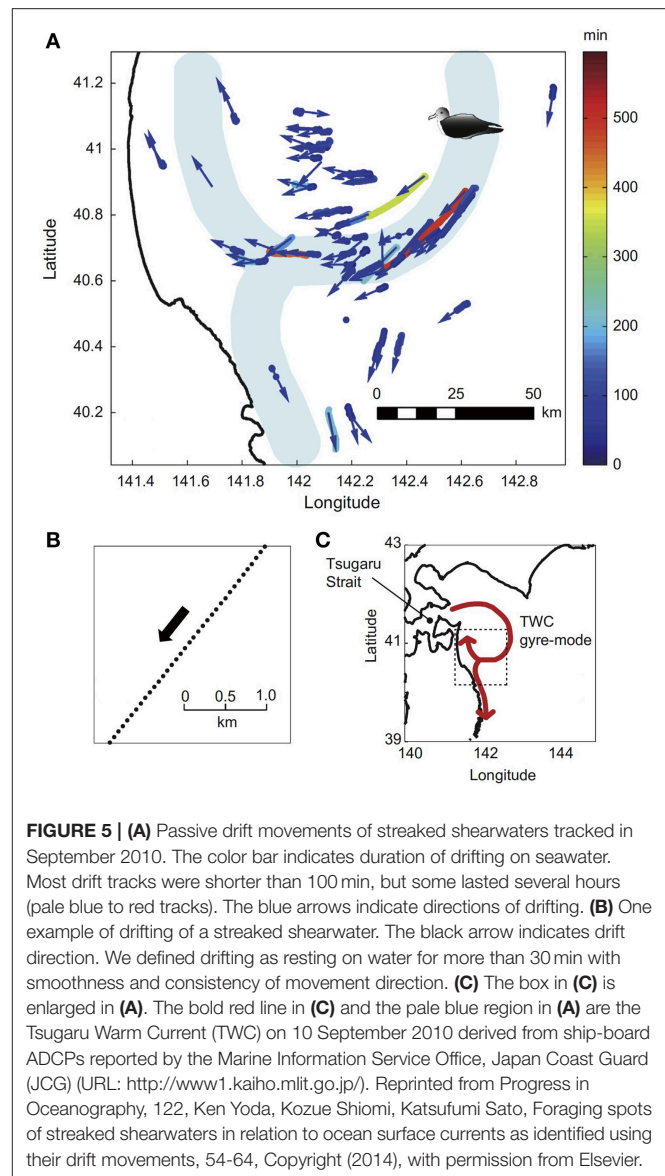 A
min
41.2
41
40.8
40.6
40.4
40.2
Latitude
141.4 141.6 141.8 142 142.2 142.4 142.6 142.8
Longitude
0 25 50
km
500
400
300
200
100
0
B
0 0.5 1.0
km
C
43
41
39
Latitude
Tsugaru
Strait
TWC
gyre-mode
140 142 144
Longitude
FIGURE 5 | (A) Passive drift movements of streaked shearwaters tracked in
September 2010. The color bar indicates duration of drifting on seawater.
Most drift tracks were shorter than 100 min, but some lasted several hours
(pale blue to red tracks). The blue arrows indicate directions of drifting. (B) One
example of drifting of a streaked shearwater. The black arrow indicates drift
direction. We defined drifting as resting on water for more than 30 min with
smoothness and consistency of movement direction. (C) The box in (C) is
enlarged in (A). The bold red line in (C) and the pale blue region in (A) are the
Tsugaru Warm Current (TWC) on 10 September 2010 derived from ship-board
ADCPs reported by the Marine Information Service Office, Japan Coast Guard
(JCG) (URL: http://www1.kaiho.mlit.go.jp/). Reprinted from Progress in
Oceanography, 122, Ken Yoda, Kozue Shiomi, Katsufumi Sato, Foraging spots
of streaked shearwaters in relation to ocean surface currents as identified using
their drift movements, 54-64, Copyright (2014), with permission from Elsevier.